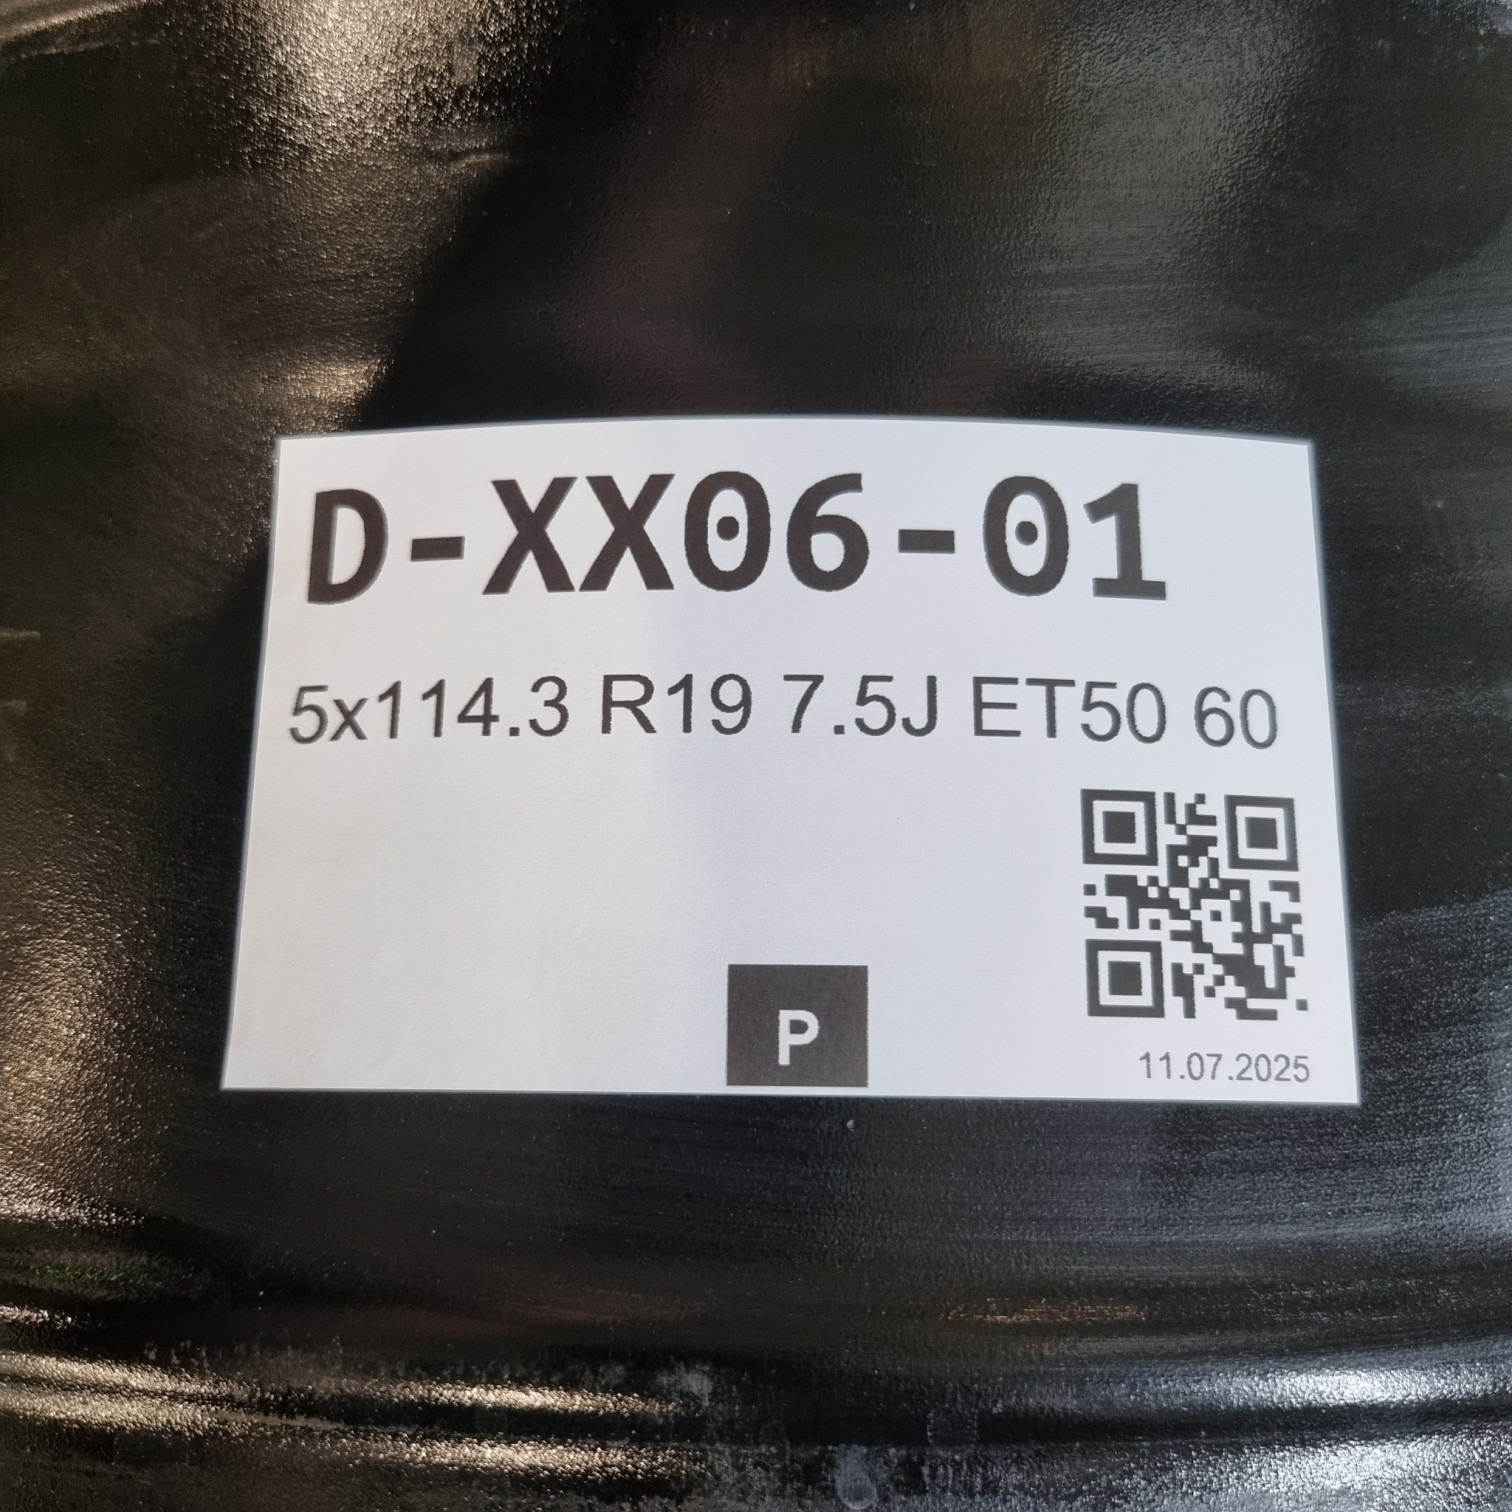 D-XX06-01
5x114.3 R19 7.5J ET50 60
P
11.07.2025